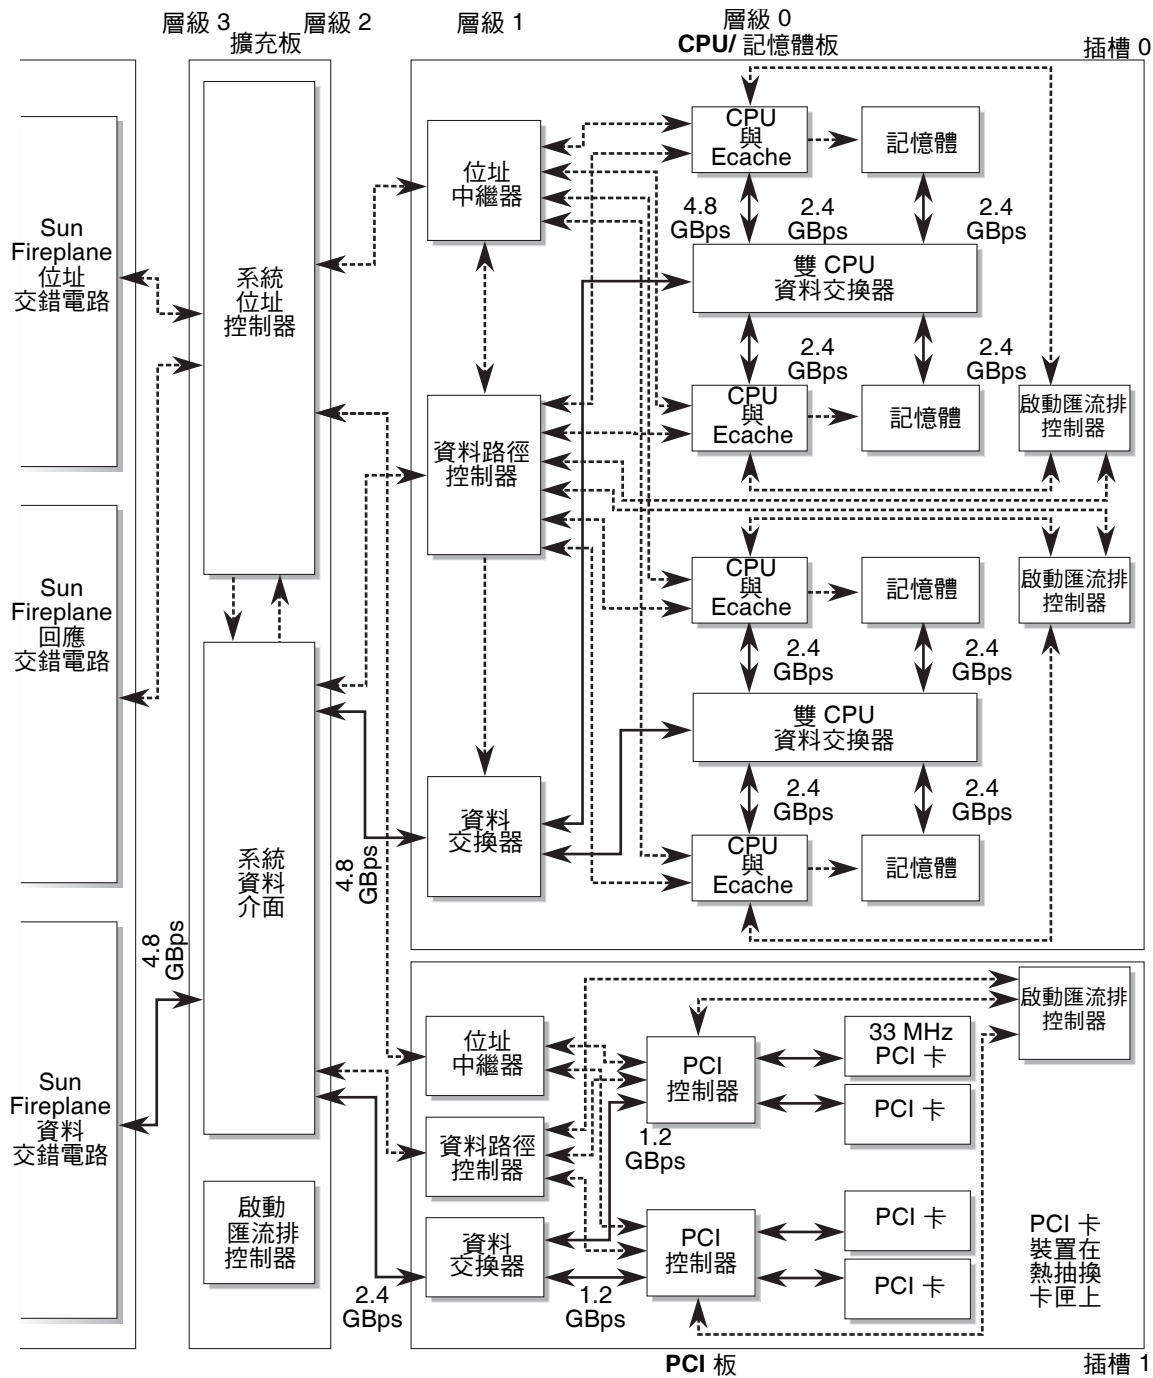 層級 3
層級 2
層級 1
層級 0
擴充板
CPU/ 記憶體板
插槽 0
Sun
Fireplane
位址
交錯電路
Sun
Fireplane
回應
交錯電路
Sun
Fireplane
資料
交錯電路
4.8
GBps
系統
位址
控制器
系統
資料
介面
啟動
匯流排
控制器
4.8
GBps
2.4
GBps
位址
中繼器
資料路徑
控制器
資料
交換器
CPU
與
Ecache
記憶體
4.8
GBps
2.4
GBps
2.4
GBps
雙 CPU
資料交換器
2.4
GBps
2.4
GBps
CPU
與
Ecache
記憶體
啟動匯流排
控制器
CPU
與
Ecache
記憶體
啟動匯流排
控制器
2.4
GBps
2.4
GBps
雙 CPU
資料交換器
2.4
GBps
2.4
GBps
CPU
與
Ecache
記憶體
位址
中繼器
資料路徑
控制器
資料
交換器
1.2
GBps
1.2
GBps
PCI
控制器
33 MHz
PCI 卡
PCI 卡
啟動匯流排
控制器
PCI
控制器
PCI 卡
PCI 卡
PCI 卡
裝置在
熱抽換
卡匣上
PCI 板
插槽 1